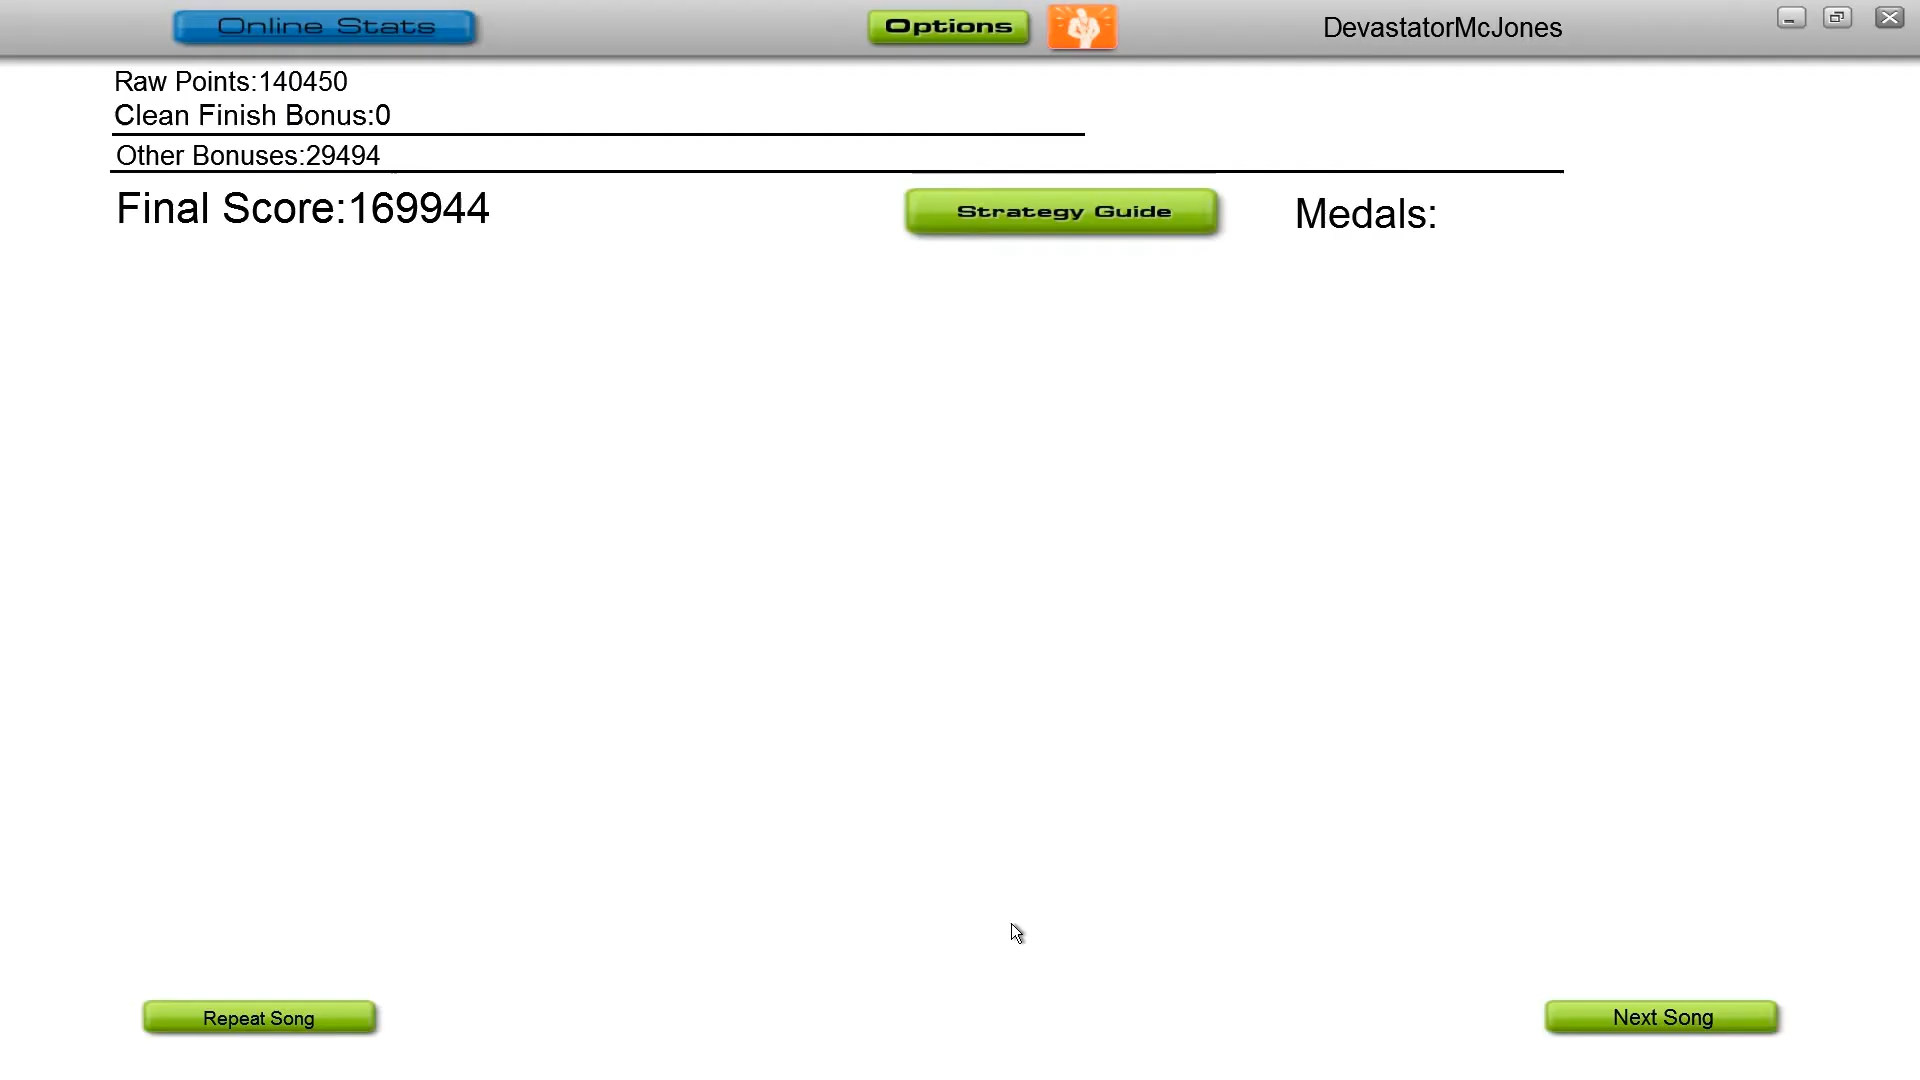 Online Stats
Options
DevastatorMcJones
Raw Points:140450
Clean Finish Bonus:0
Other Bonuses:29494
Final Score:169944
Strategy Guide
Medals:
Repeat Song
Next Song